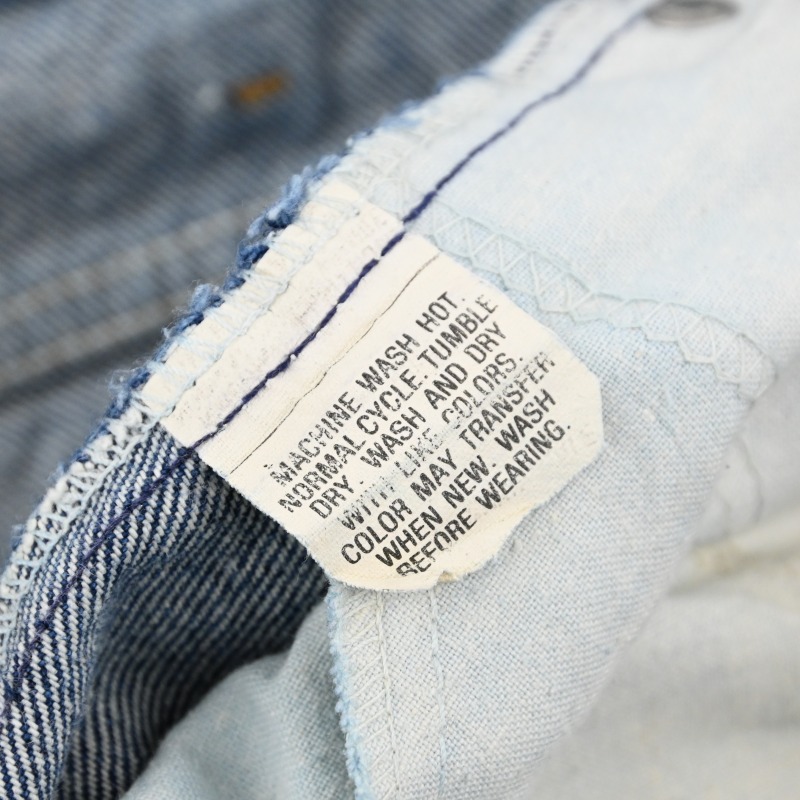 MACHINE WASH HOT.
NORMAL CYCLE. TUMBLE
DRY. WASH AND DRY
WITH LIKE COLORS.
COLOR MAY TRANSFER
WHEN NEW. WASH
BEFORE WEARING.